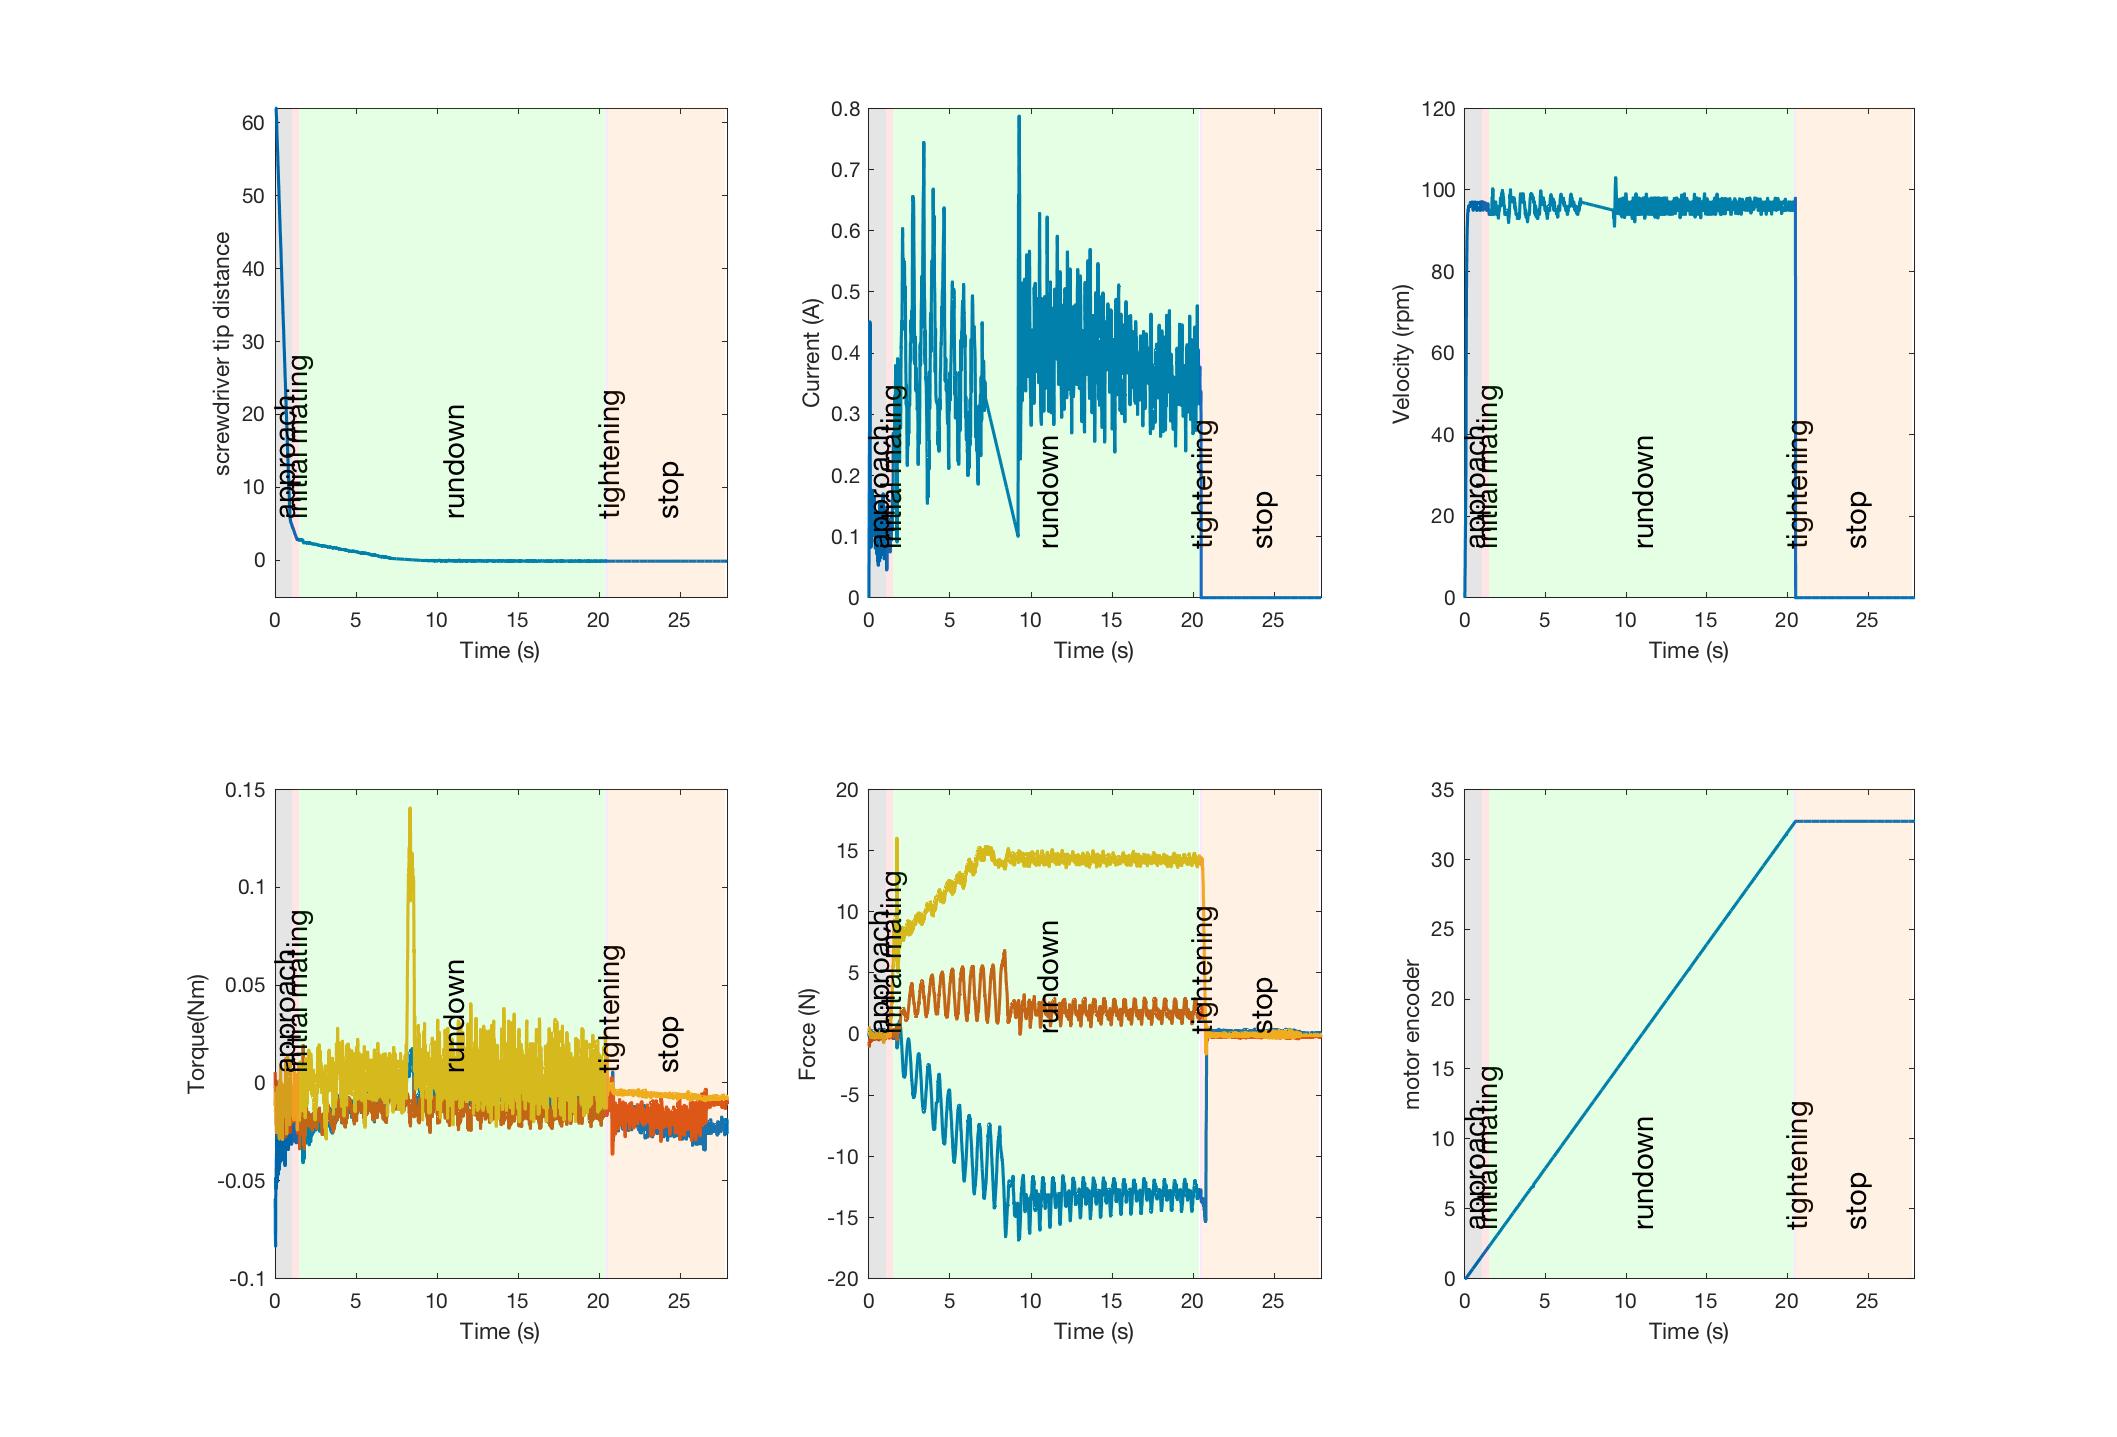 screwdriver tip distance
60
50
40
30
20
10
0
approach
initial mating
rundown
tightening
stop
0 5 10 15 20 25
Time (s)
Current (A)
0.8
0.7
0.6
0.5
0.4
0.3
0.2
0.1
0
approach
initial mating
rundown
tightening
stop
0 5 10 15 20 25
Time (s)
Velocity (rpm)
120
100
80
60
40
20
0
approach
initial mating
rundown
tightening
stop
0 5 10 15 20 25
Time (s)
Torque(Nm)
0.15
0.1
0.05
0
-0.05
-0.1
approach
initial mating
rundown
tightening
stop
0 5 10 15 20 25
Time (s)
Force (N)
20
15
10
5
0
-5
-10
-15
-20
approach
initial mating
rundown
tightening
stop
0 5 10 15 20 25
Time (s)
motor encoder
35
30
25
20
15
10
5
0
approach
initial mating
rundown
tightening
stop
0 5 10 15 20 25
Time (s)